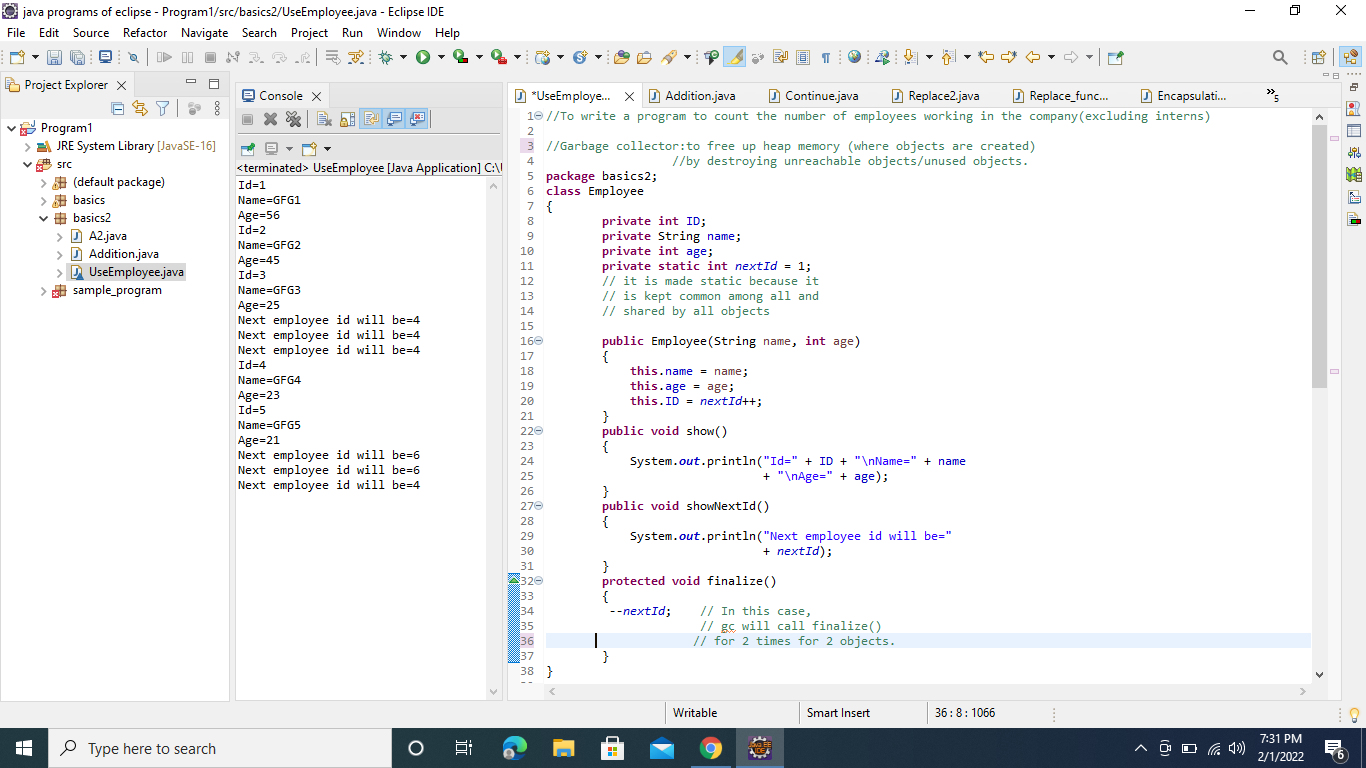 java programs of eclipse - Program1/src/basics2/UseEmployee.java - Eclipse IDE
File Edit Source Refactor Navigate Search Project Run Window Help
Project Explorer
Program1
JRE System Library [JavaSE-16]
src
(default package)
basics
basics2
A2.java
Addition.java
UseEmployee.java
sample_program
Console
<terminated> UseEmployee [Java Application] C:\
Id=1
Name=GFG1
Age=56
Id=2
Name=GFG2
Age=45
Id=3
Name=GFG3
Age=25
Next employee id will be=4
Next employee id will be=4
Next employee id will be=4
Id=4
Name=GFG4
Age=23
Id=5
Name=GFG5
Age=21
Next employee id will be=6
Next employee id will be=6
Next employee id will be=4
*UseEmploye... Addition.java Continue.java Replace2.java Replace_func... Encapsulati... »5
1 //To write a program to count the number of employees working in the company(excluding interns)
2
3 //Garbage collector:to free up heap memory (where objects are created)
4 //by destroying unreachable objects/unused objects.
5 package basics2;
6 class Employee
7 {
8 private int ID;
9 private String name;
10 private int age;
11 private static int nextId = 1;
12 // it is made static because it
13 // is kept common among all and
14 // shared by all objects
15
16 public Employee(String name, int age)
17 {
18 this.name = name;
19 this.age = age;
20 this.ID = nextId++;
21 }
22 public void show()
23 {
24 System.out.println("Id=" + ID + "\nName=" + name
25 + "\nAge=" + age);
26 }
27 public void showNextId()
28 {
29 System.out.println("Next employee id will be="
30 + nextId);
31 }
32 protected void finalize()
33 {
34 --nextId; // In this case,
35 // gc will call finalize()
36 // for 2 times for 2 objects.
37 }
38 }
Writable Smart Insert 36 : 8 : 1066
Type here to search
7:31 PM
2/1/2022
6